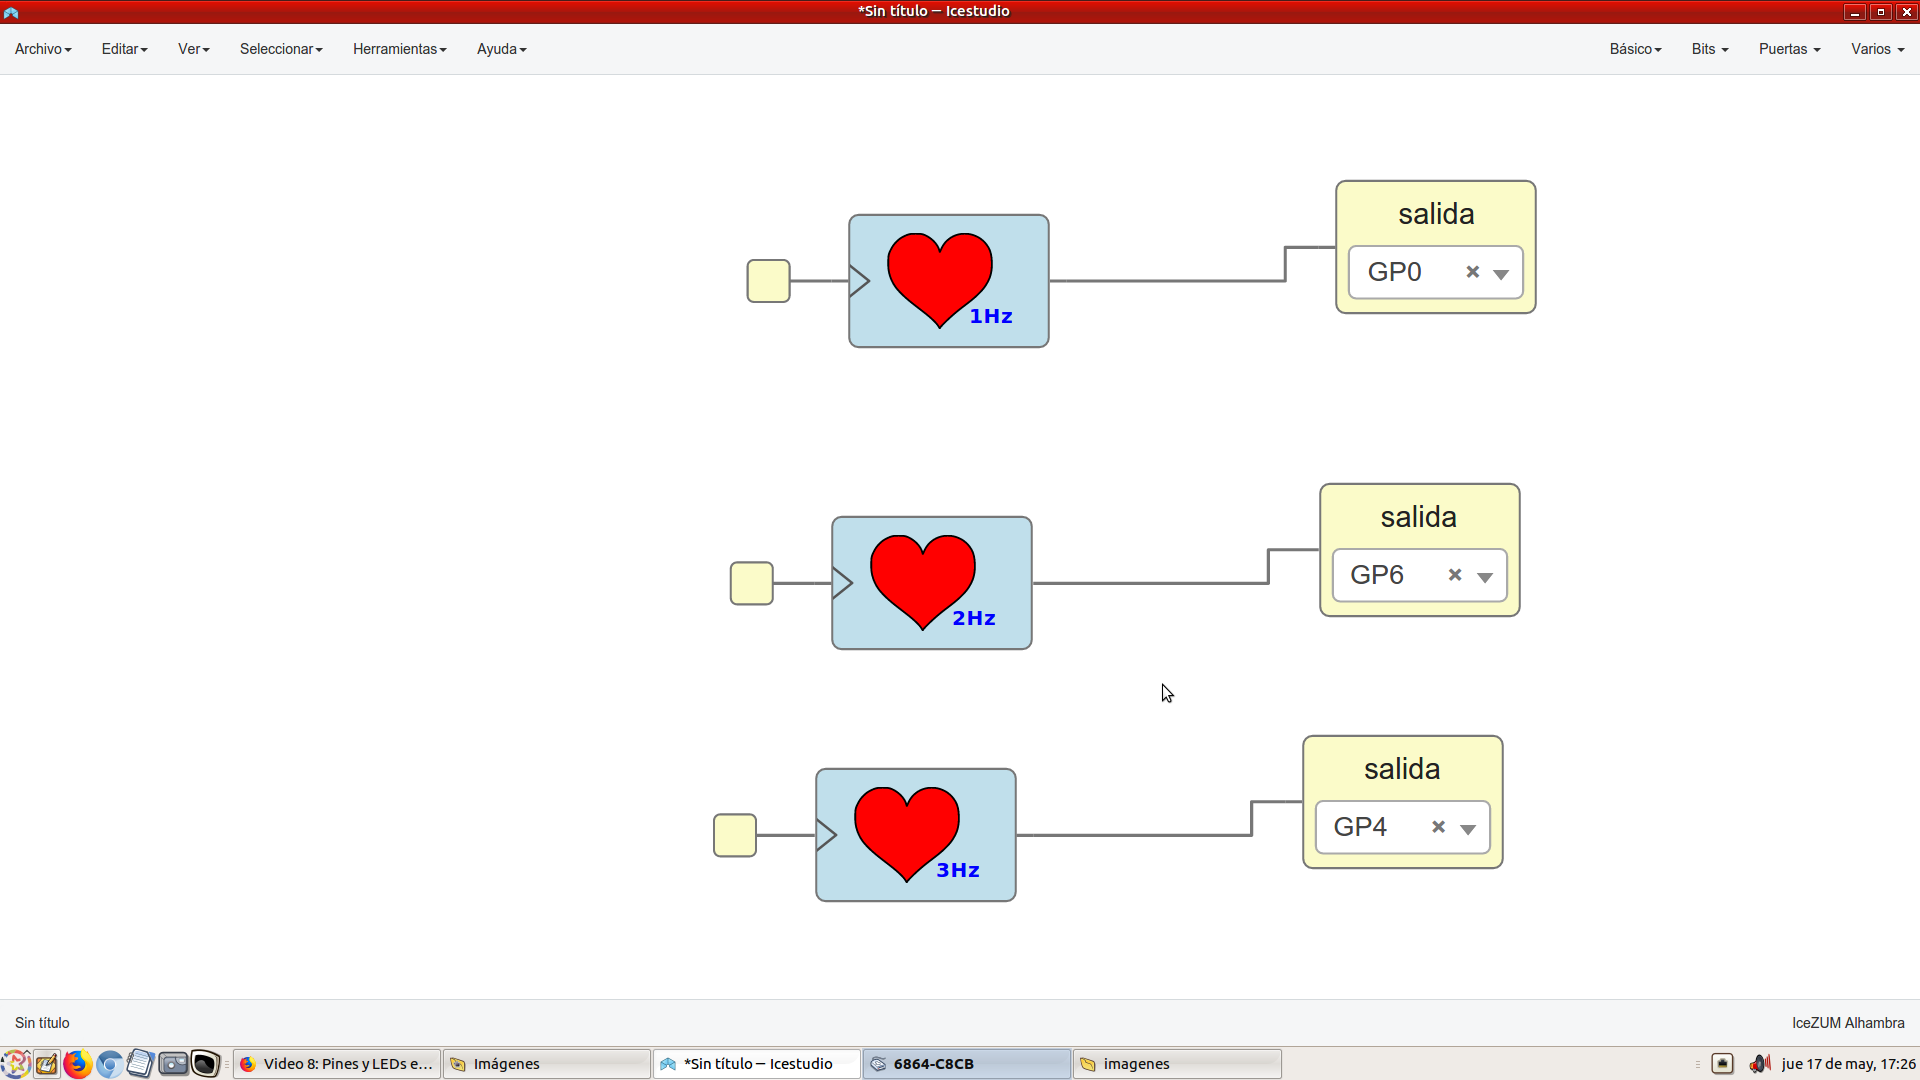 *Sin título — Icestudio
Archivo Editar Ver Seleccionar Herramientas Ayuda Básico Bits Puertas Varios
salida
GP0
1Hz
salida
GP6
2Hz
salida
GP4
3Hz
Sin título IceZUM Alhambra
Video 8: Pines y LEDs e... Imágenes *Sin título — Icestudio 6864-C8CB imagenes jue 17 de may, 17:26